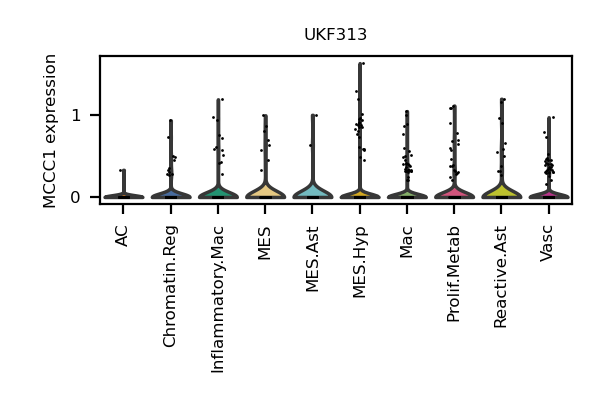 UKF313
MCCC1 expression
1
0
AC
Chromatin.Reg
Inflammatory.Mac
MES
MES.Ast
MES.Hyp
Mac
Prolif.Metab
Reactive.Ast
Vasc